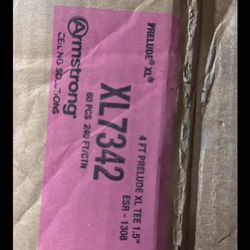 PRELUDE® XL®
Armstrong
CEILING SOLUTIONS
XL7342
60 PCS 240 FT/CTN
4 FT PRELUDE XL TEE 1.5"
ESR - 1308